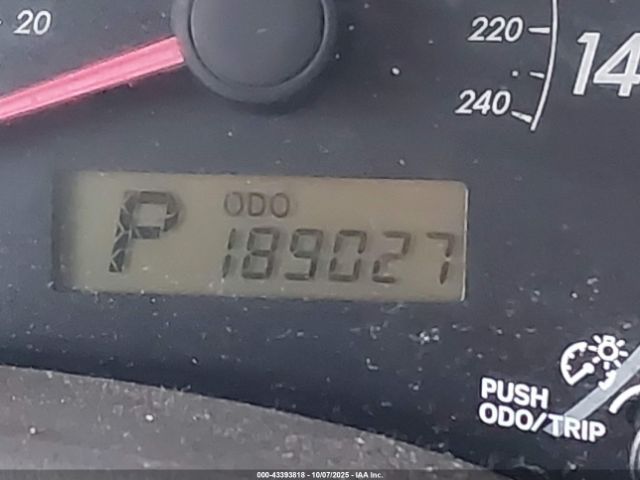 20
220
240
14
P
ODO
189027
PUSH
ODO/TRIP
000-43393818 - 10/07/2025 - IAA Inc.